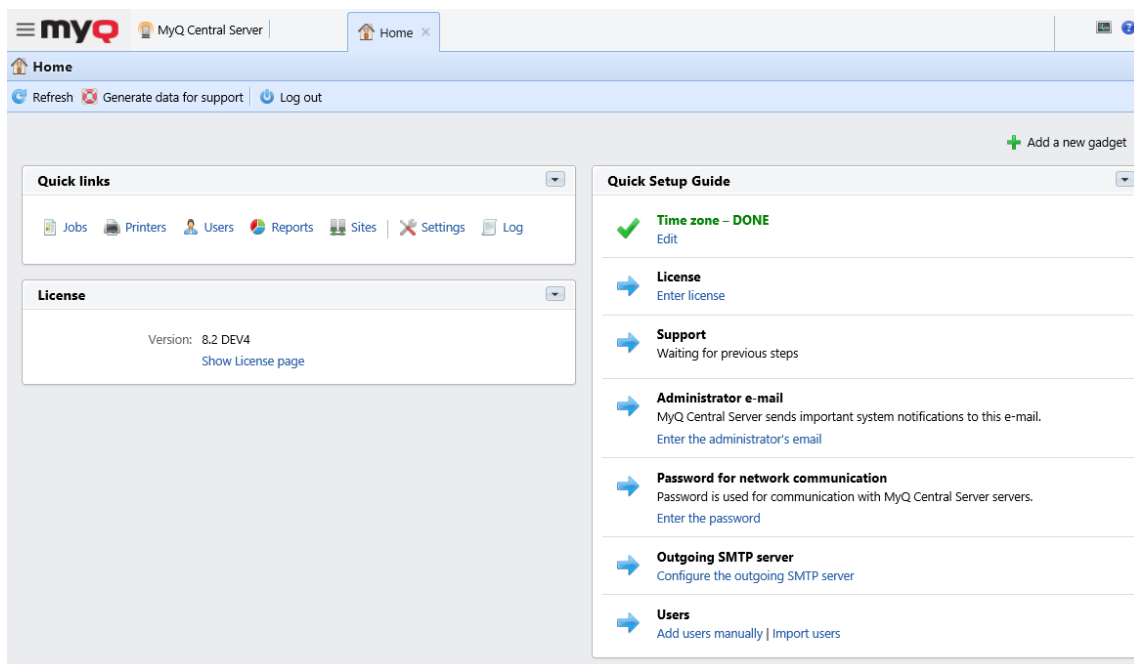 myQ MyQ Central Server Home
Home
Refresh Generate data for support Log out
Add a new gadget
Quick links
Jobs Printers Users Reports Sites Settings Log
License
Version: 8.2 DEV4
Show License page
Quick Setup Guide
Time zone – DONE
Edit
License
Enter license
Support
Waiting for previous steps
Administrator e-mail
MyQ Central Server sends important system notifications to this e-mail.
Enter the administrator's email
Password for network communication
Password is used for communication with MyQ Central Server servers.
Enter the password
Outgoing SMTP server
Configure the outgoing SMTP server
Users
Add users manually | Import users